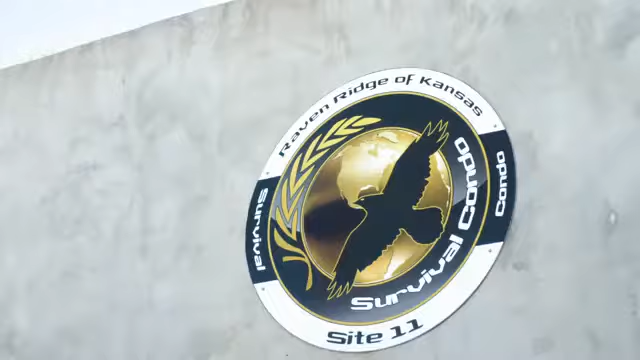 Raven Ridge of Kansas
Survival
Condo
Survival Condo
Site 11